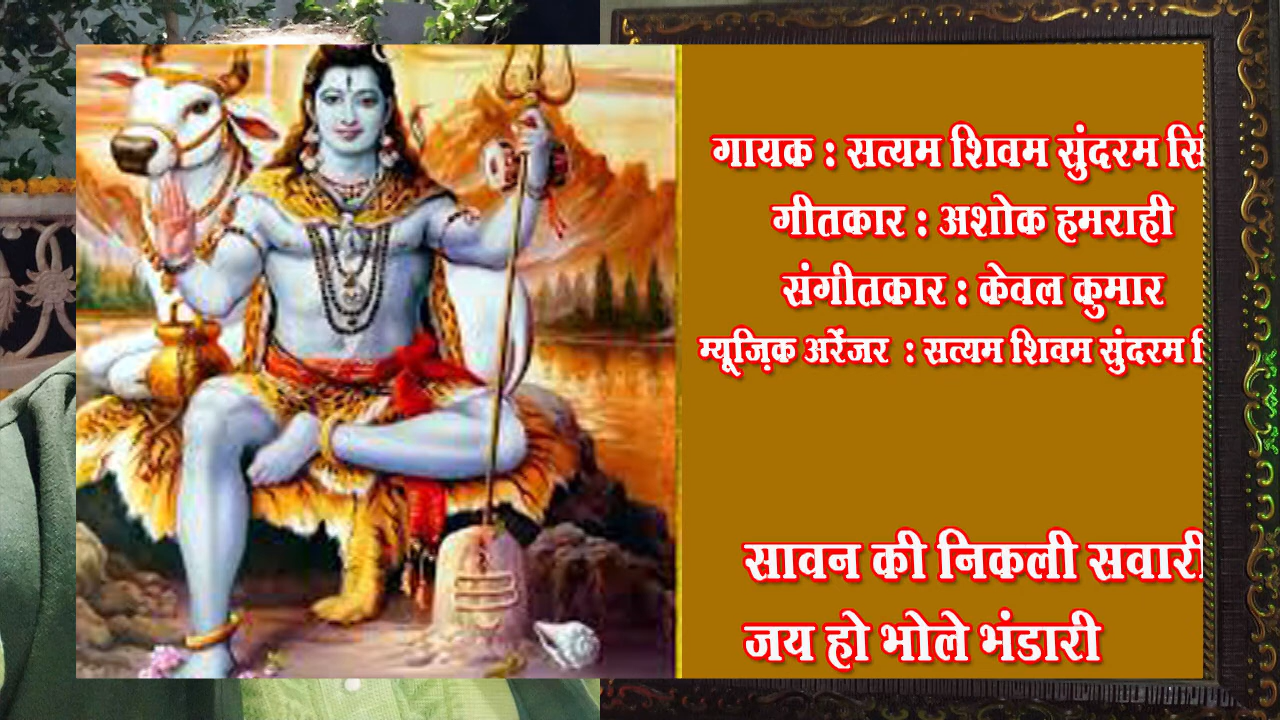 गायक : सत्यम शिवम सुंदरम
गीतकार : अशोक हमराही
संगीतकार : केवल कुमार
म्यूज़िक अर्रेंजर : सत्यम शिवम सुंदरम
सावन की निकली सवारी
जय हो भोले भंडारी